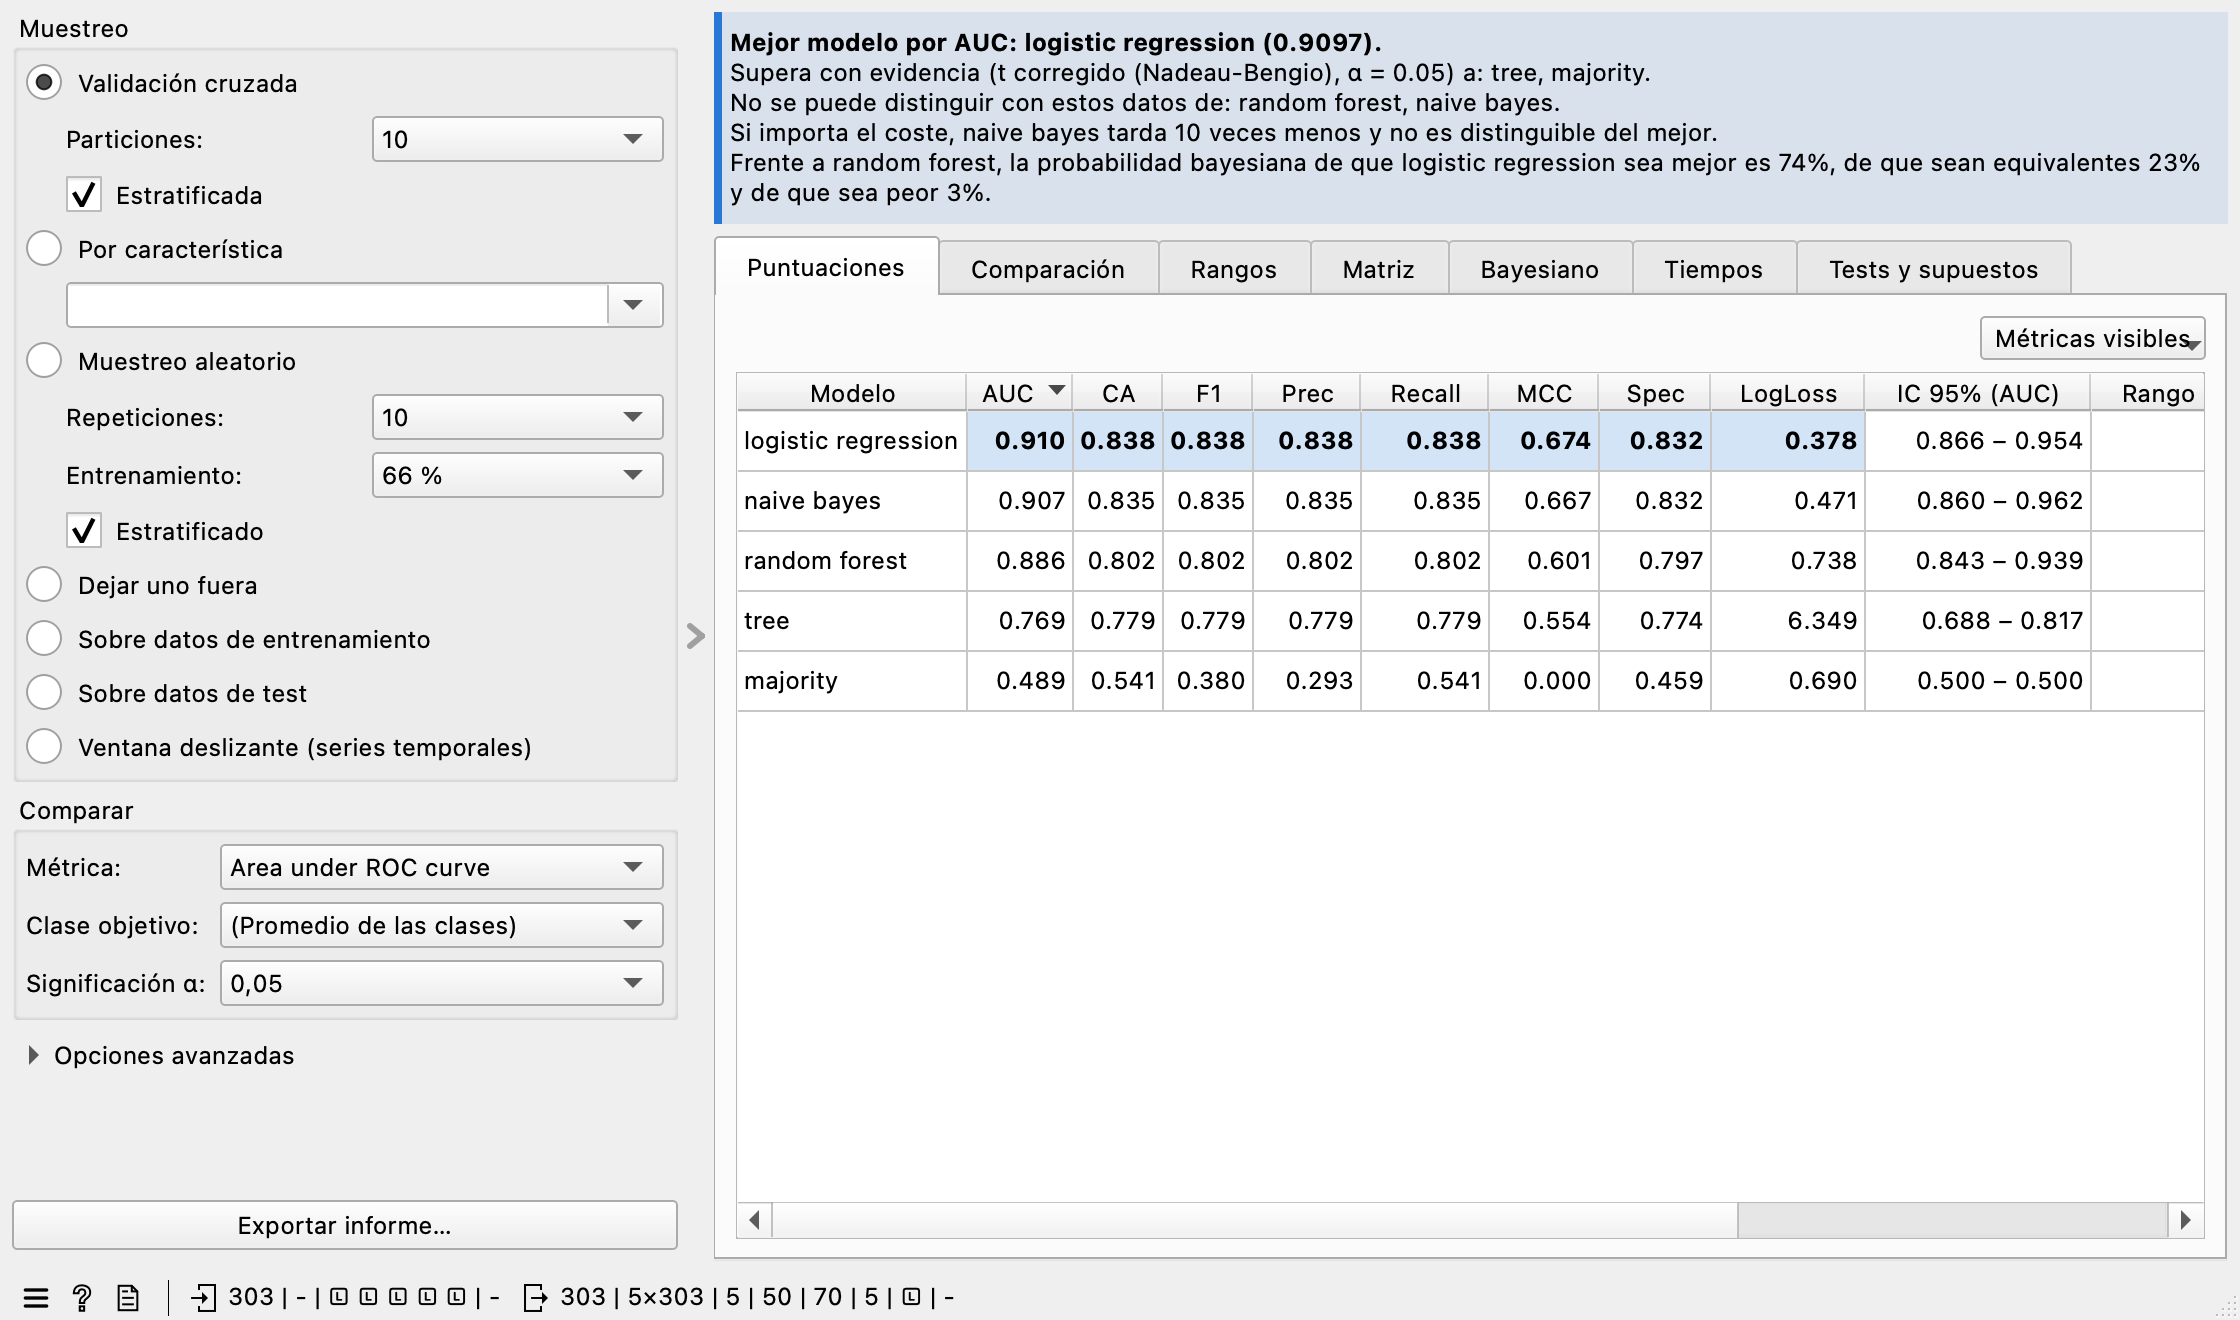 Muestreo
Validación cruzada
Particiones: 10
Estratificada
Por característica
Muestreo aleatorio
Repeticiones: 10
Entrenamiento: 66 %
Estratificado
Dejar uno fuera
Sobre datos de entrenamiento
Sobre datos de test
Ventana deslizante (series temporales)
Comparar
Métrica: Area under ROC curve
Clase objetivo: (Promedio de las clases)
Significación α: 0,05
Opciones avanzadas
Exportar informe...
Mejor modelo por AUC: logistic regression (0.9097).
Supera con evidencia (t corregido (Nadeau-Bengio), α = 0.05) a: tree, majority.
No se puede distinguir con estos datos de: random forest, naive bayes.
Si importa el coste, naive bayes tarda 10 veces menos y no es distinguible del mejor.
Frente a random forest, la probabilidad bayesiana de que logistic regression sea mejor es 74%, de que sean equivalentes 23%
y de que sea peor 3%.
Puntuaciones Comparación Rangos Matriz Bayesiano Tiempos Tests y supuestos
Métricas visibles
Modelo AUC CA F1 Prec Recall MCC Spec LogLoss IC 95% (AUC) Rango
logistic regression 0.910 0.838 0.838 0.838 0.838 0.674 0.832 0.378 0.866 – 0.954
naive bayes 0.907 0.835 0.835 0.835 0.835 0.667 0.832 0.471 0.860 – 0.962
random forest 0.886 0.802 0.802 0.802 0.802 0.601 0.797 0.738 0.843 – 0.939
tree 0.769 0.779 0.779 0.779 0.779 0.554 0.774 6.349 0.688 – 0.817
majority 0.489 0.541 0.380 0.293 0.541 0.000 0.459 0.690 0.500 – 0.500
303 | - | L L L L L | - 303 | 5×303 | 5 | 50 | 70 | 5 | L | -